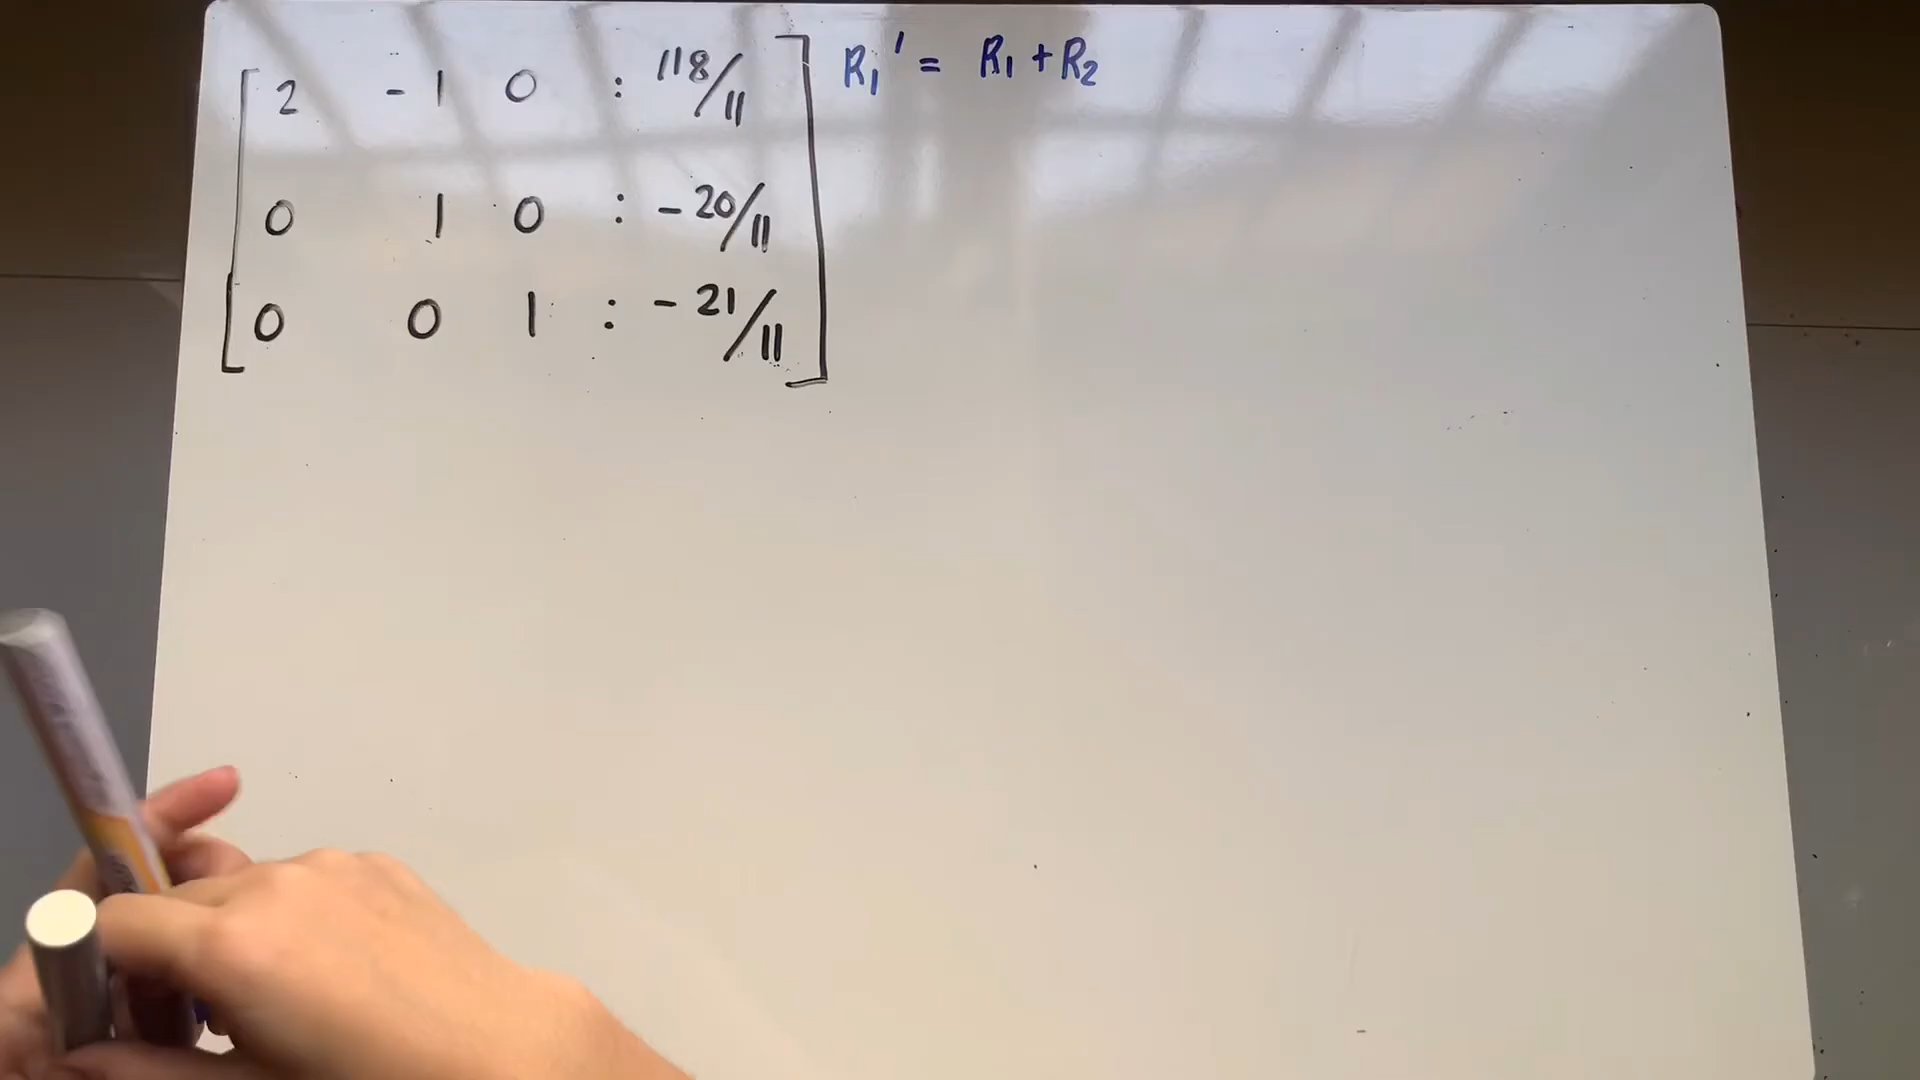 2 -1 0 : 118/11 R₁' = R₁ + R₂
0 1 0 : -20/11
0 0 1 : -21/11